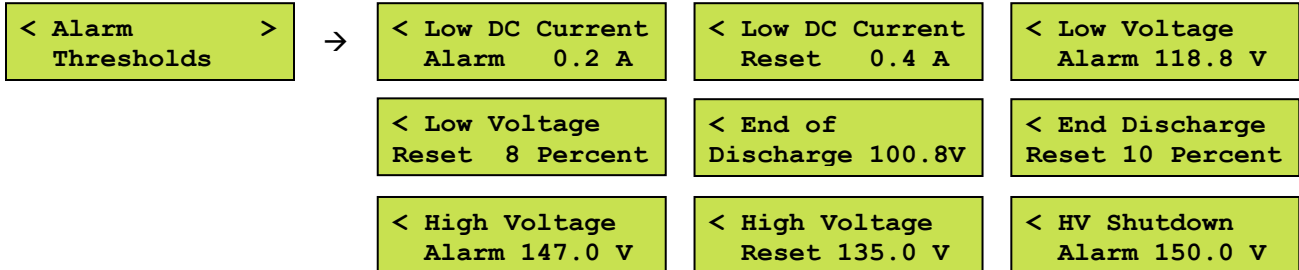 < Alarm >
Thresholds
→
< Low DC Current
Alarm 0.2 A
< Low DC Current
Reset 0.4 A
< Low Voltage
Alarm 118.8 V
< Low Voltage
Reset 8 Percent
< End of
Discharge 100.8V
< End Discharge
Reset 10 Percent
< High Voltage
Alarm 147.0 V
< High Voltage
Reset 135.0 V
< HV Shutdown
Alarm 150.0 V